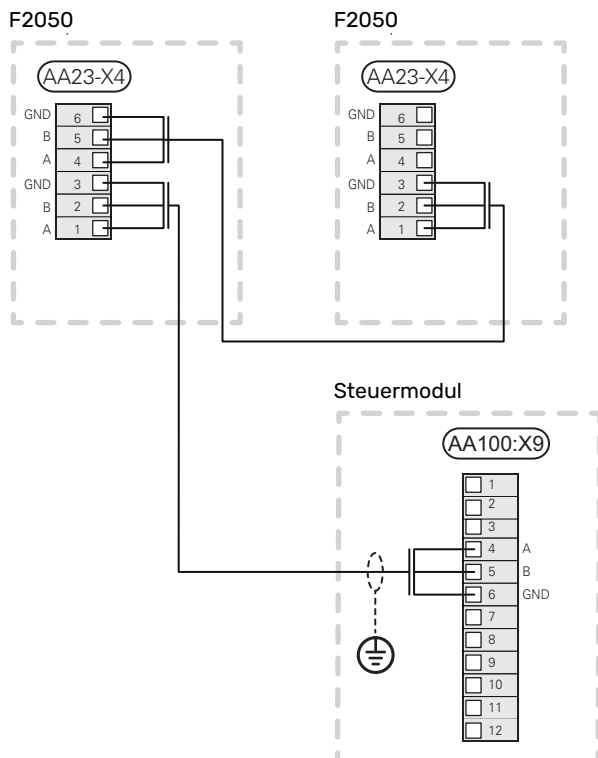 F2050
AA23-X4
GND 6
B 5
A 4
GND 3
B 2
A 1
F2050
AA23-X4
GND 6
B 5
A 4
GND 3
B 2
A 1
Steuermodul
AA100:X9
1
2
3
4 A
5 B
6 GND
7
8
9
10
11
12